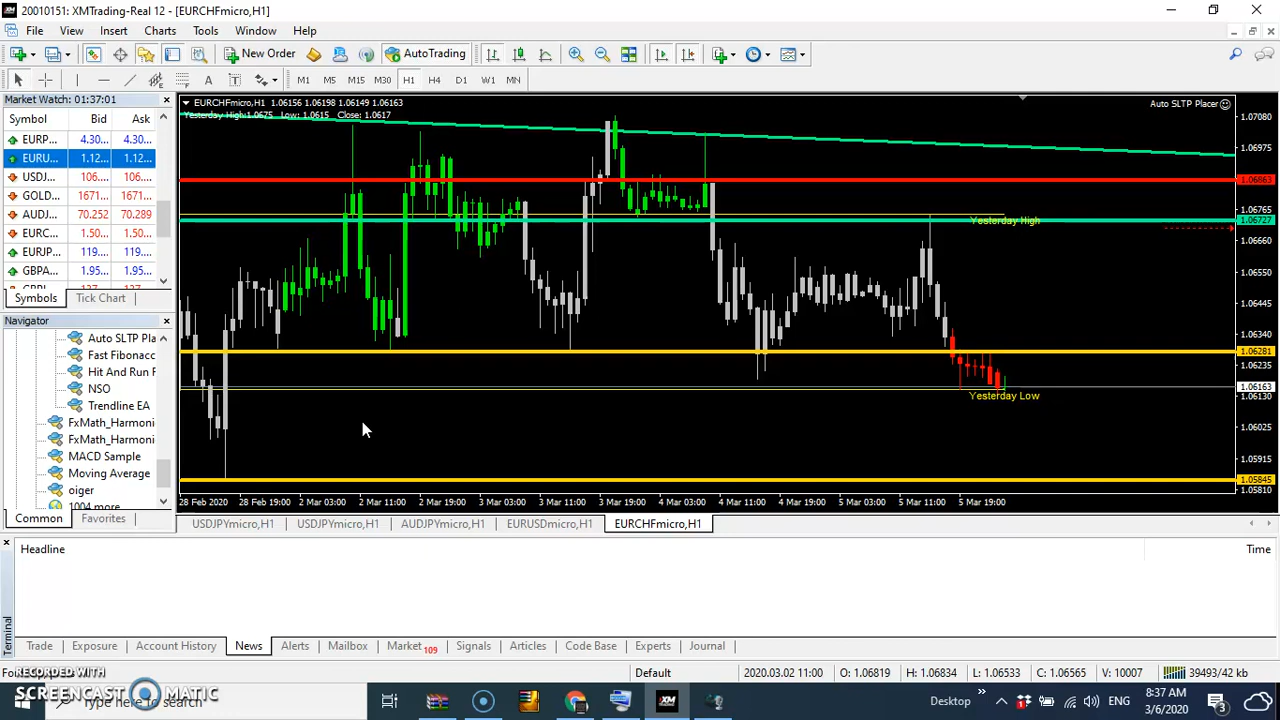 20010151: XMTrading-Real 12 - [EURCHFmicro,H1]
File View Insert Charts Tools Window Help
New Order AutoTrading
M1 M5 M15 M30 H1 H4 D1 W1 MN
Market Watch: 01:37:01
Symbol Bid Ask
EURP... 4.30... 4.30...
EURU... 1.12... 1.12...
USDJ... 106.... 106....
GOLD... 1671... 1671...
AUDJ... 70.252 70.289
EURC... 1.50... 1.50...
EURJP... 119.... 119....
GBPA... 1.95... 1.95...
Symbols Tick Chart
Navigator
Auto SLTP Pla
Fast Fibonacc
Hit And Run F
NSO
Trendline EA
FxMath_Harmoni
FxMath_Harmoni
MACD Sample
Moving Average
oiger
1004 more...
Common Favorites
EURCHFmicro,H1 1.06156 1.06198 1.06149 1.06163
Yesterday High:1.0675 Low: 1.0615 Close: 1.0617
Auto SLTP Placer
Yesterday High
Yesterday Low
1.07080
1.06975
1.06863
1.06765
1.06727
1.06660
1.06550
1.06445
1.06340
1.06281
1.06235
1.06163
1.06130
1.06025
1.05915
1.05845
1.05810
28 Feb 2020 28 Feb 19:00 2 Mar 03:00 2 Mar 11:00 2 Mar 19:00 3 Mar 03:00 3 Mar 11:00 3 Mar 19:00 4 Mar 03:00 4 Mar 11:00 4 Mar 19:00 5 Mar 03:00 5 Mar 11:00 5 Mar 19:00
USDJPYmicro,H1 USDJPYmicro,H1 AUDJPYmicro,H1 EURUSDmicro,H1 EURCHFmicro,H1
Headline Time
Terminal
Trade Exposure Account History News Alerts Mailbox Market 109 Signals Articles Code Base Experts Journal
Default 2020.03.02 11:00 O: 1.06819 H: 1.06834 L: 1.06533 C: 1.06565 V: 10007 39493/42 kb
RECORDED WITH
SCREENCAST MATIC
Type here to search
XM
Desktop ENG
8:37 AM
3/6/2020
3